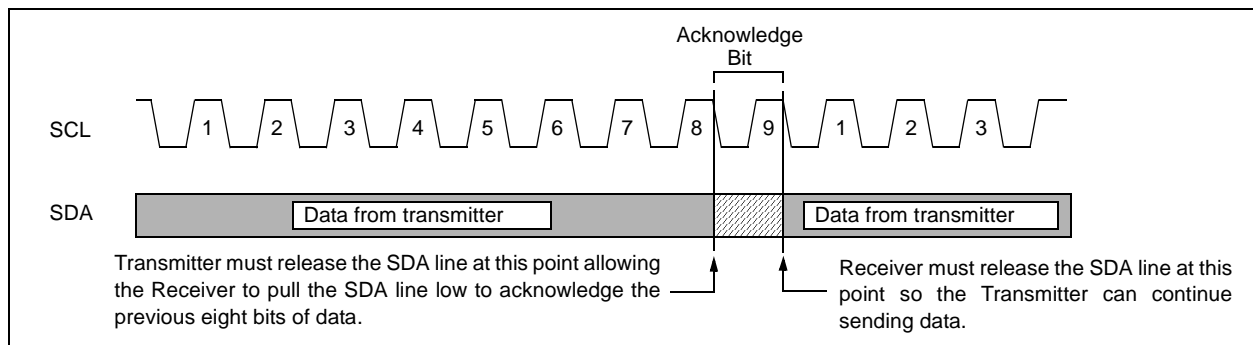 Acknowledge
Bit
SCL
1 2 3 4 5 6 7 8 9 1 2 3
SDA
Data from transmitter
Data from transmitter
Transmitter must release the SDA line at this point allowing
the Receiver to pull the SDA line low to acknowledge the
previous eight bits of data.
Receiver must release the SDA line at this
point so the Transmitter can continue
sending data.